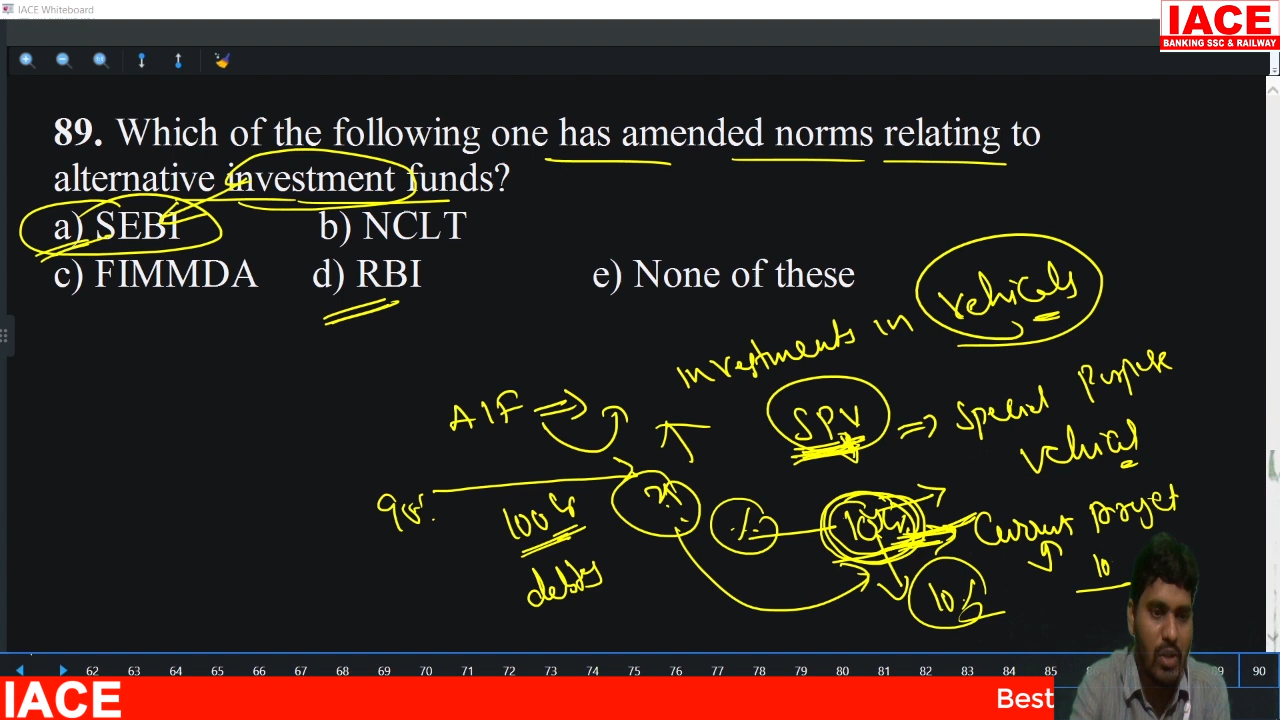 IACE Whiteboard
IACE
BANKING SSC & RAILWAY
89. Which of the following one has amended norms relating to
alternative investment funds?
a) SEBI b) NCLT
c) FIMMDA d) RBI e) None of these
investments in vehicals
AIF ⇒ SPV ⇒ Special Purpose
vehical
90%. 100 Cr
debts
Current project
10
62 63 64 65 66 67 68 69 70 71 72 73 74 75 76 77 78 79 80 81 82 83 84 85 89 90
IACE Best